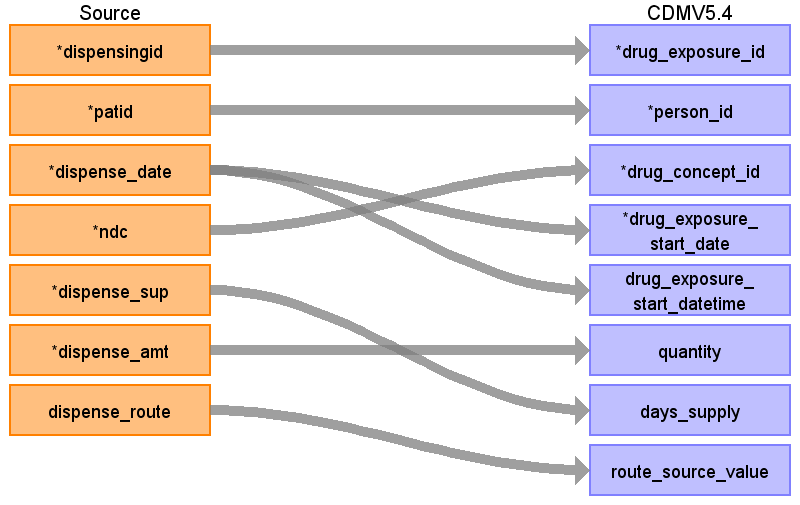 Source
CDMV5.4
*dispensingid
*drug_exposure_id
*patid
*person_id
*dispense_date
*drug_concept_id
*ndc
*drug_exposure_
start_date
*dispense_sup
drug_exposure_
start_datetime
*dispense_amt
quantity
dispense_route
days_supply
route_source_value